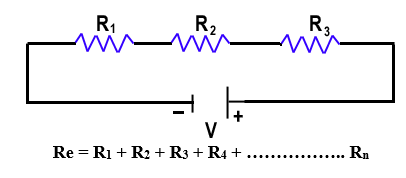 R1 R2 R3
− +
V
Re = R1 + R2 + R3 + R4 + …………….. Rn